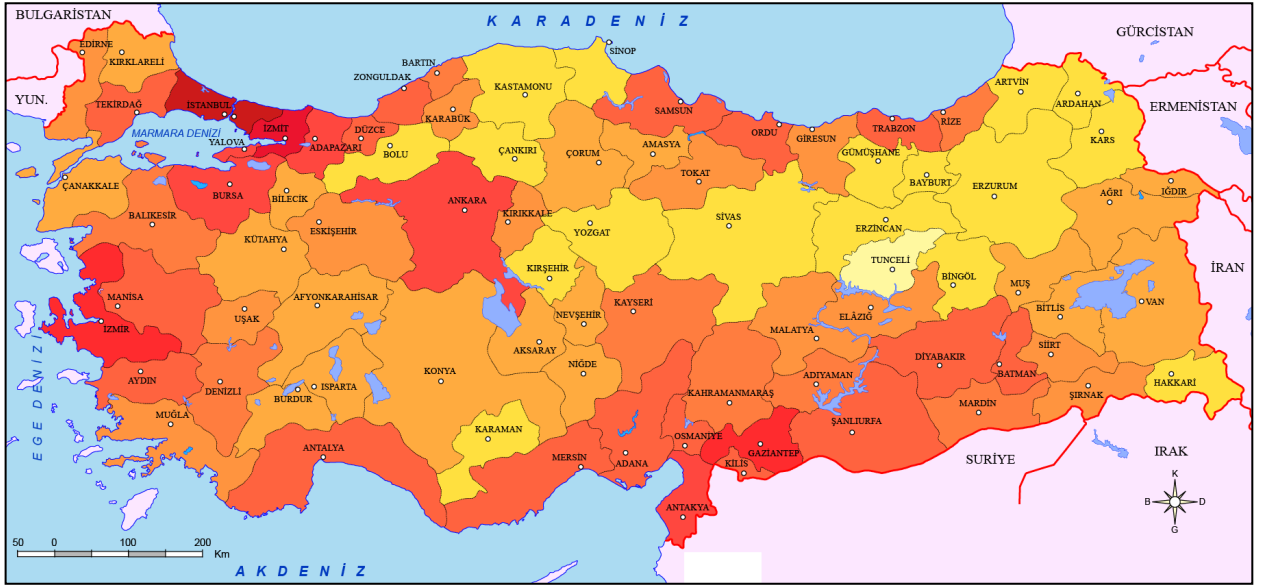 BULGARİSTAN
K A R A D E N İ Z
GÜRCİSTAN
EDİRNE
KIRKLARELİ
SİNOP
BARTIN
ZONGULDAK
KASTAMONU
ARTVİN
YUN.
TEKİRDAĞ
İSTANBUL
KARABÜK
SAMSUN
ARDAHAN
ERMENİSTAN
MARMARA DENİZİ
İZMİT
DÜZCE
ORDU
TRABZON
RİZE
YALOVA
ADAPAZARI
BOLU
ÇANKIRI
ÇORUM
AMASYA
GİRESUN
GÜMÜŞHANE
KARS
ÇANAKKALE
BURSA
BİLECİK
TOKAT
BAYBURT
ERZURUM
AĞRI
IĞDIR
BALIKESİR
ANKARA
KIRIKKALE
SİVAS
ERZİNCAN
KÜTAHYA
ESKİŞEHİR
YOZGAT
TUNCELİ
İRAN
KIRŞEHİR
BİNGÖL
MUŞ
MANİSA
AFYONKARAHİSAR
KAYSERİ
BİTLİS
VAN
UŞAK
NEVŞEHİR
ELÂZIĞ
İZMİR
MALATYA
EGE DENİZİ
AKSARAY
SİİRT
DİYABAKIR
NİĞDE
BATMAN
AYDIN
DENİZLİ
ISPARTA
KONYA
ADIYAMAN
HAKKARİ
BURDUR
KAHRAMANMARAŞ
MARDİN
ŞIRNAK
MUĞLA
ŞANLIURFA
KARAMAN
OSMANİYE
ANTALYA
MERSİN
ADANA
GAZİANTEP
KİLİS
SURİYE
IRAK
ANTAKYA
K
B D
G
50 0 100 200
Km
A K D E N İ Z